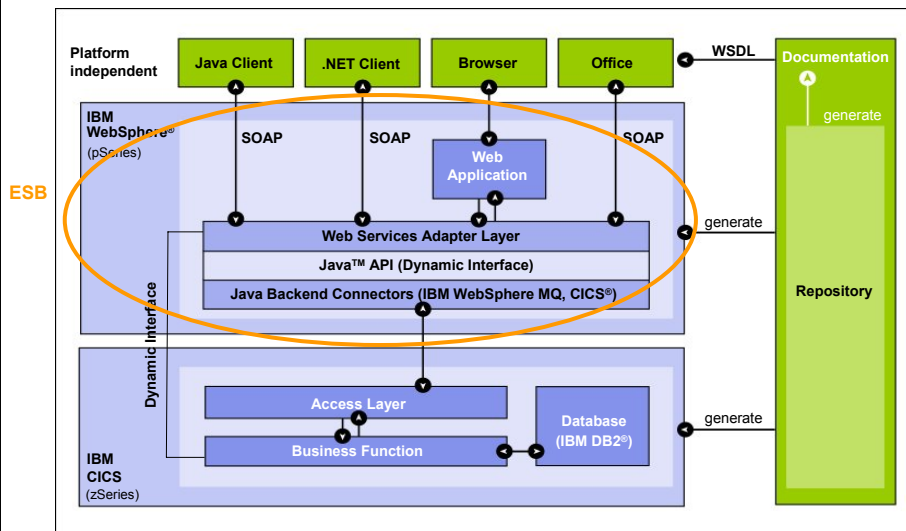 Platform
independent
Java Client
.NET Client
Browser
Office
WSDL
Documentation
generate
IBM
WebSphere®
(pSeries)
SOAP
SOAP
SOAP
Web
Application
ESB
generate
Web Services Adapter Layer
Java™ API (Dynamic Interface)
Java Backend Connectors (IBM WebSphere MQ, CICS®)
Repository
Dynamic Interface
Access Layer
Business Function
Database
(IBM DB2®)
generate
IBM
CICS
(zSeries)